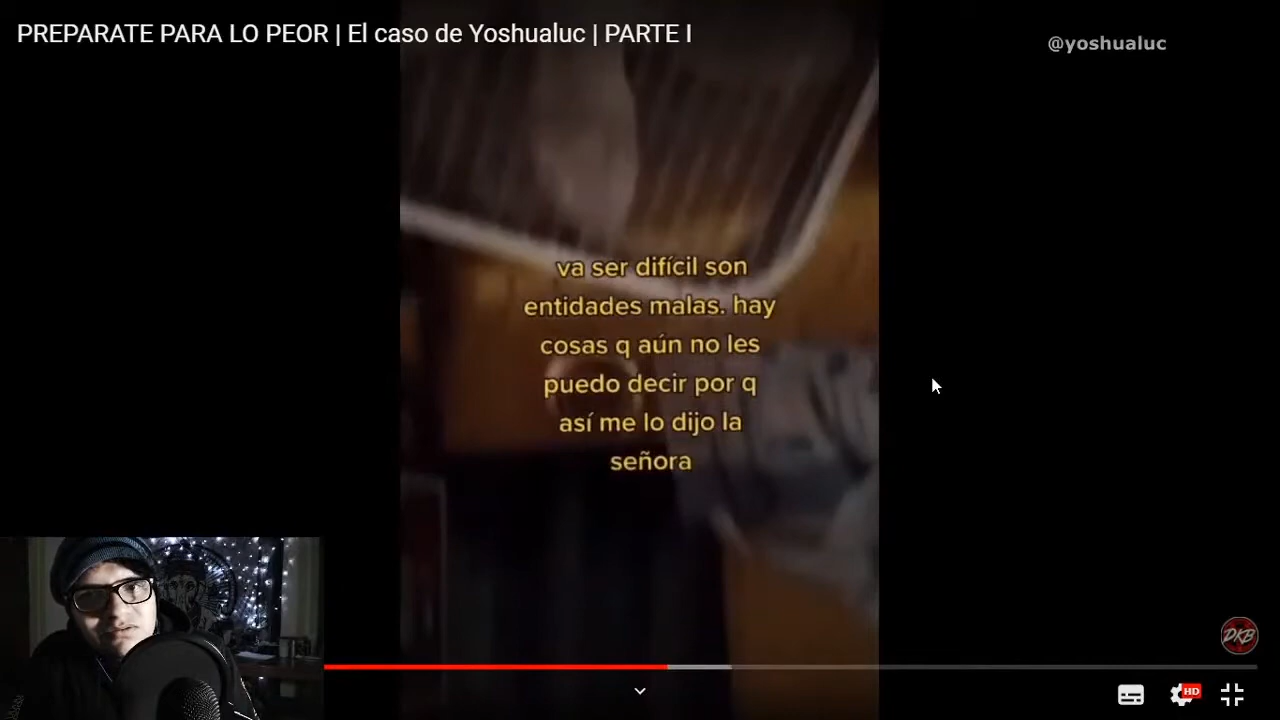 PREPARATE PARA LO PEOR | El caso de Yoshualuc | PARTE I
@yoshualuc
va ser difícil son
entidades malas. hay
cosas q aún no les
puedo decir por q
así me lo dijo la
señora
DKB
HD